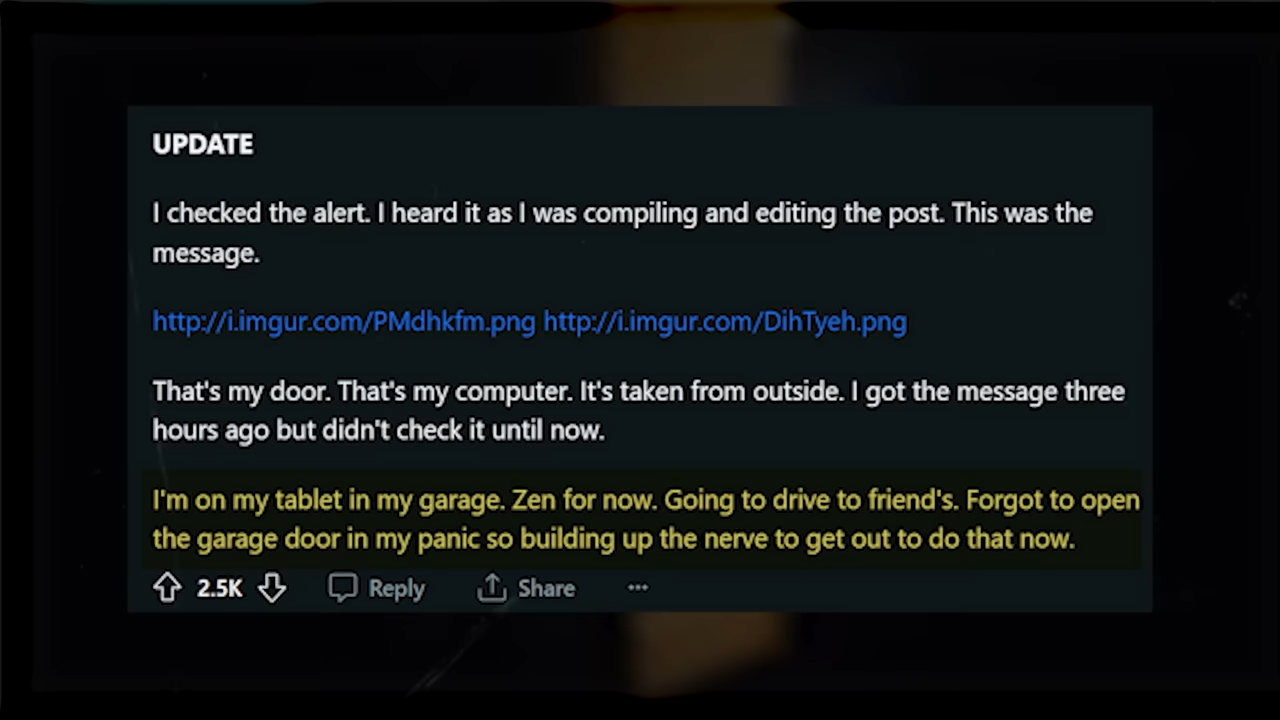 UPDATE
I checked the alert. I heard it as I was compiling and editing the post. This was the
message.
http://i.imgur.com/PMdhkfm.png http://i.imgur.com/DihTyeh.png
That's my door. That's my computer. It's taken from outside. I got the message three
hours ago but didn't check it until now.
I'm on my tablet in my garage. Zen for now. Going to drive to friend's. Forgot to open
the garage door in my panic so building up the nerve to get out to do that now.
2.5K Reply Share ...